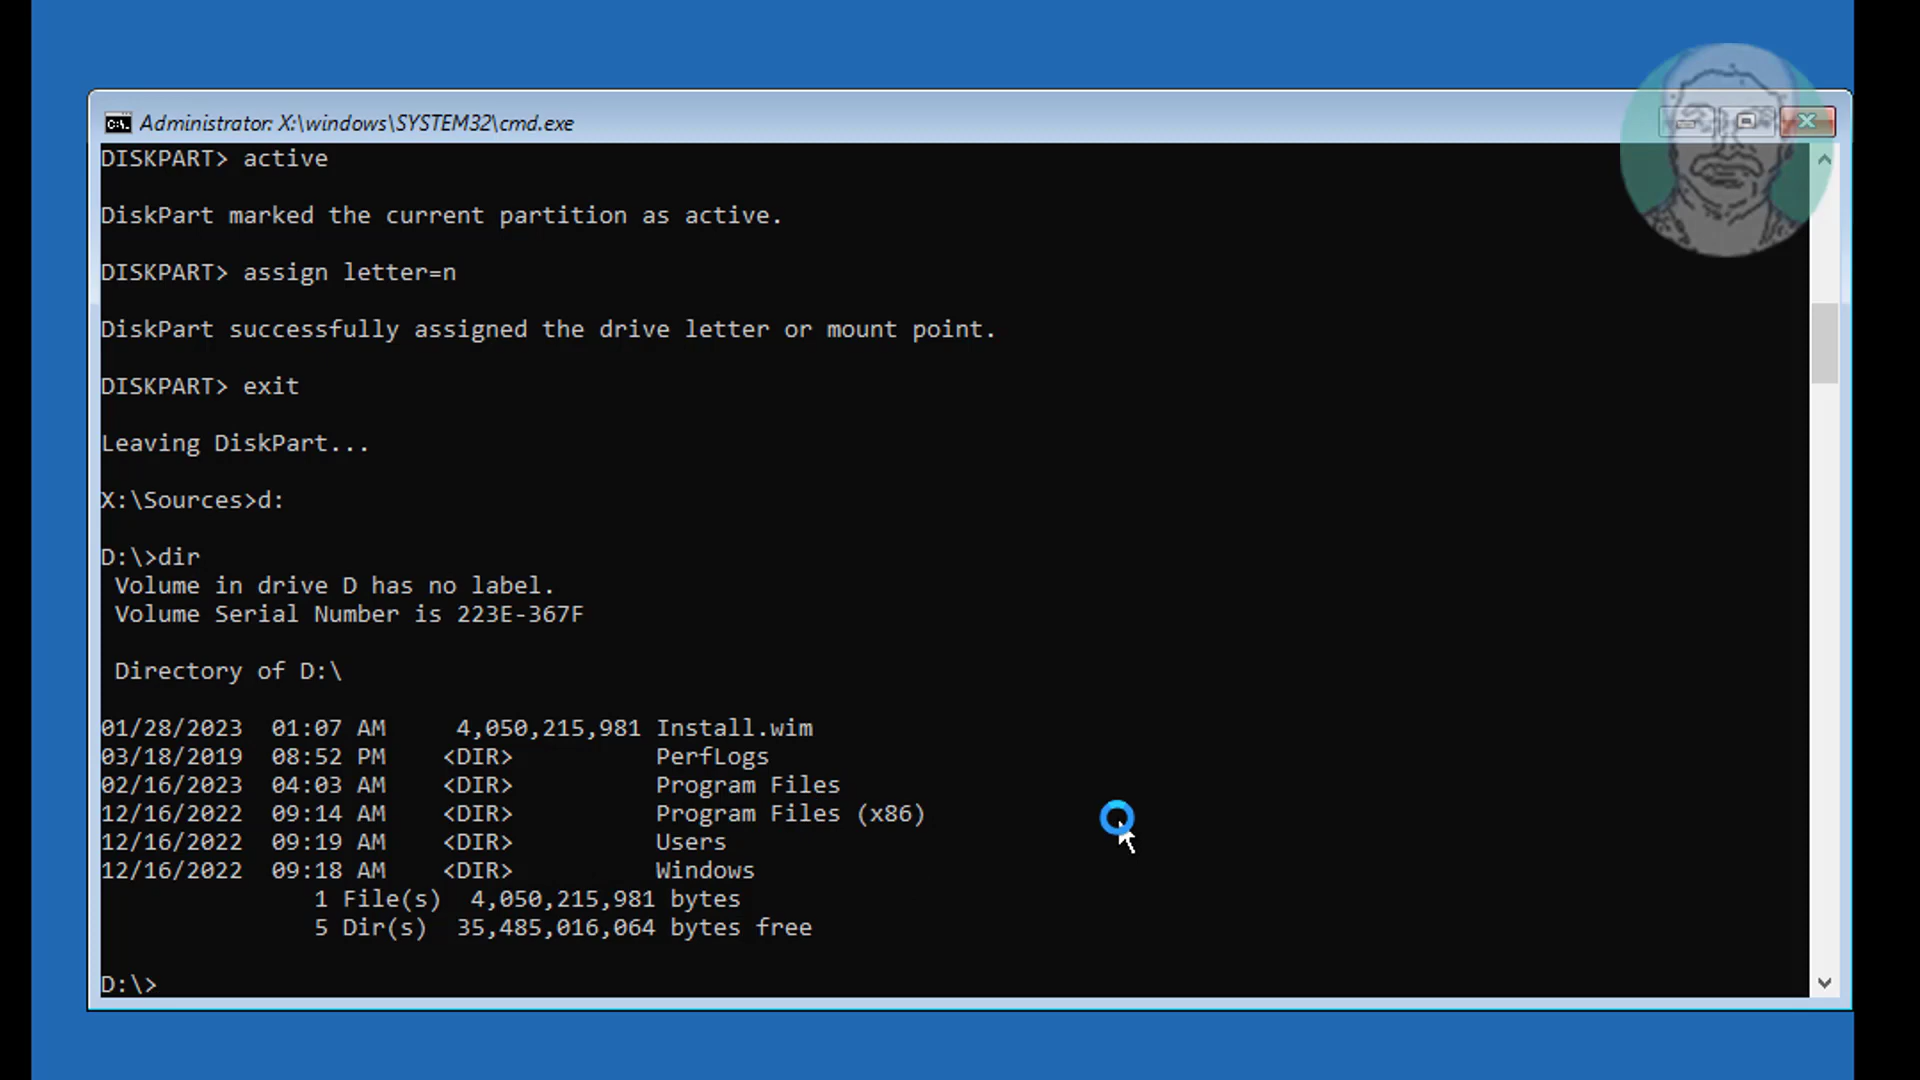 Administrator: X:\windows\SYSTEM32\cmd.exe
DISKPART> active
DiskPart marked the current partition as active.
DISKPART> assign letter=n
DiskPart successfully assigned the drive letter or mount point.
DISKPART> exit
Leaving DiskPart...
X:\Sources>d:
D:\>dir
Volume in drive D has no label.
Volume Serial Number is 223E-367F
Directory of D:\
01/28/2023 01:07 AM 4,050,215,981 Install.wim
03/18/2019 08:52 PM <DIR> PerfLogs
02/16/2023 04:03 AM <DIR> Program Files
12/16/2022 09:14 AM <DIR> Program Files (x86)
12/16/2022 09:19 AM <DIR> Users
12/16/2022 09:18 AM <DIR> Windows
1 File(s) 4,050,215,981 bytes
5 Dir(s) 35,485,016,064 bytes free
D:\>